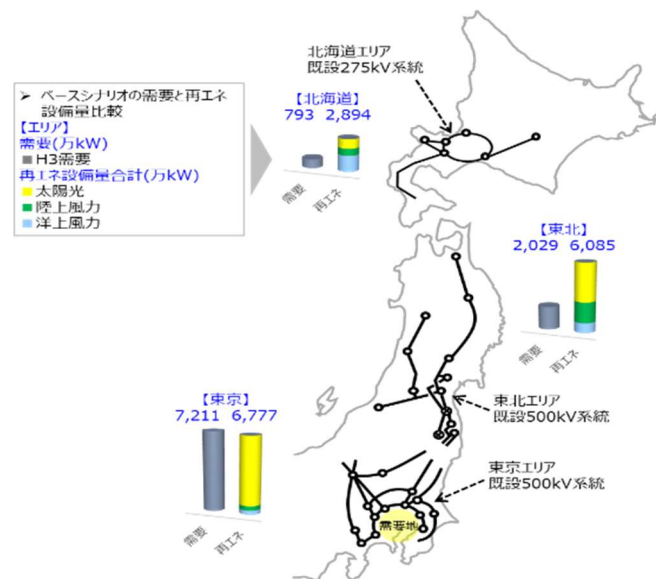 北海道エリア
既設275kV系統
➢ ベースシナリオの需要と再エネ
設備量比較
【エリア】
需要(万kW)
H3需要
再エネ設備量合計(万kW)
太陽光
陸上風力
洋上風力
【北海道】
793 2,894
需要
再エネ
【東北】
2,029 6,085
需要
再エネ
東北エリア
既設500kV系統
【東京】
7,211 6,777
需要
再エネ
東京エリア
既設500kV系統
需要地